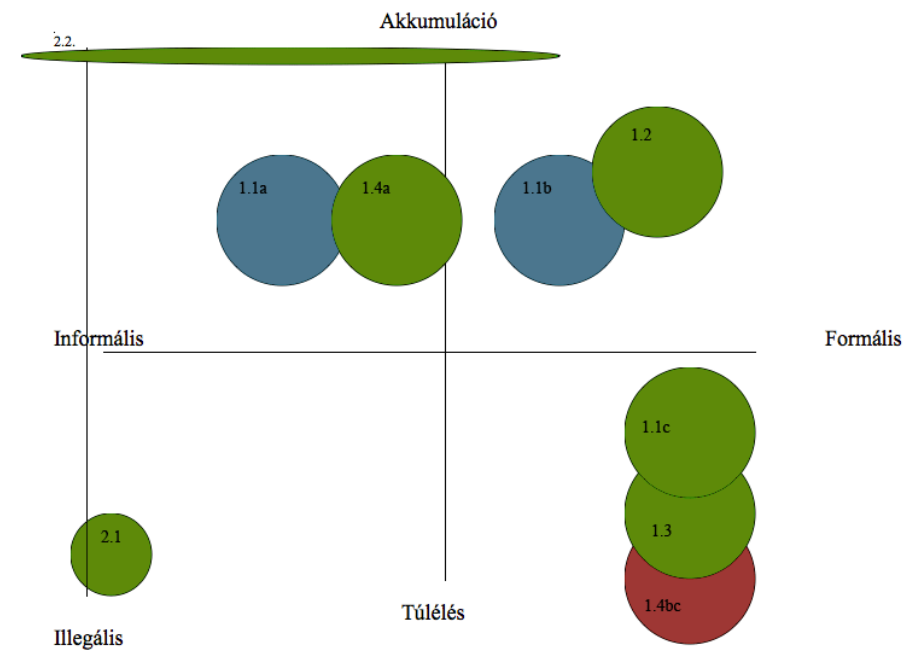 Akkumuláció
2.2.
1.2
1.1a
1.4a
1.1b
Informális
Formális
1.1c
1.3
2.1
1.4bc
Túlélés
Illegális